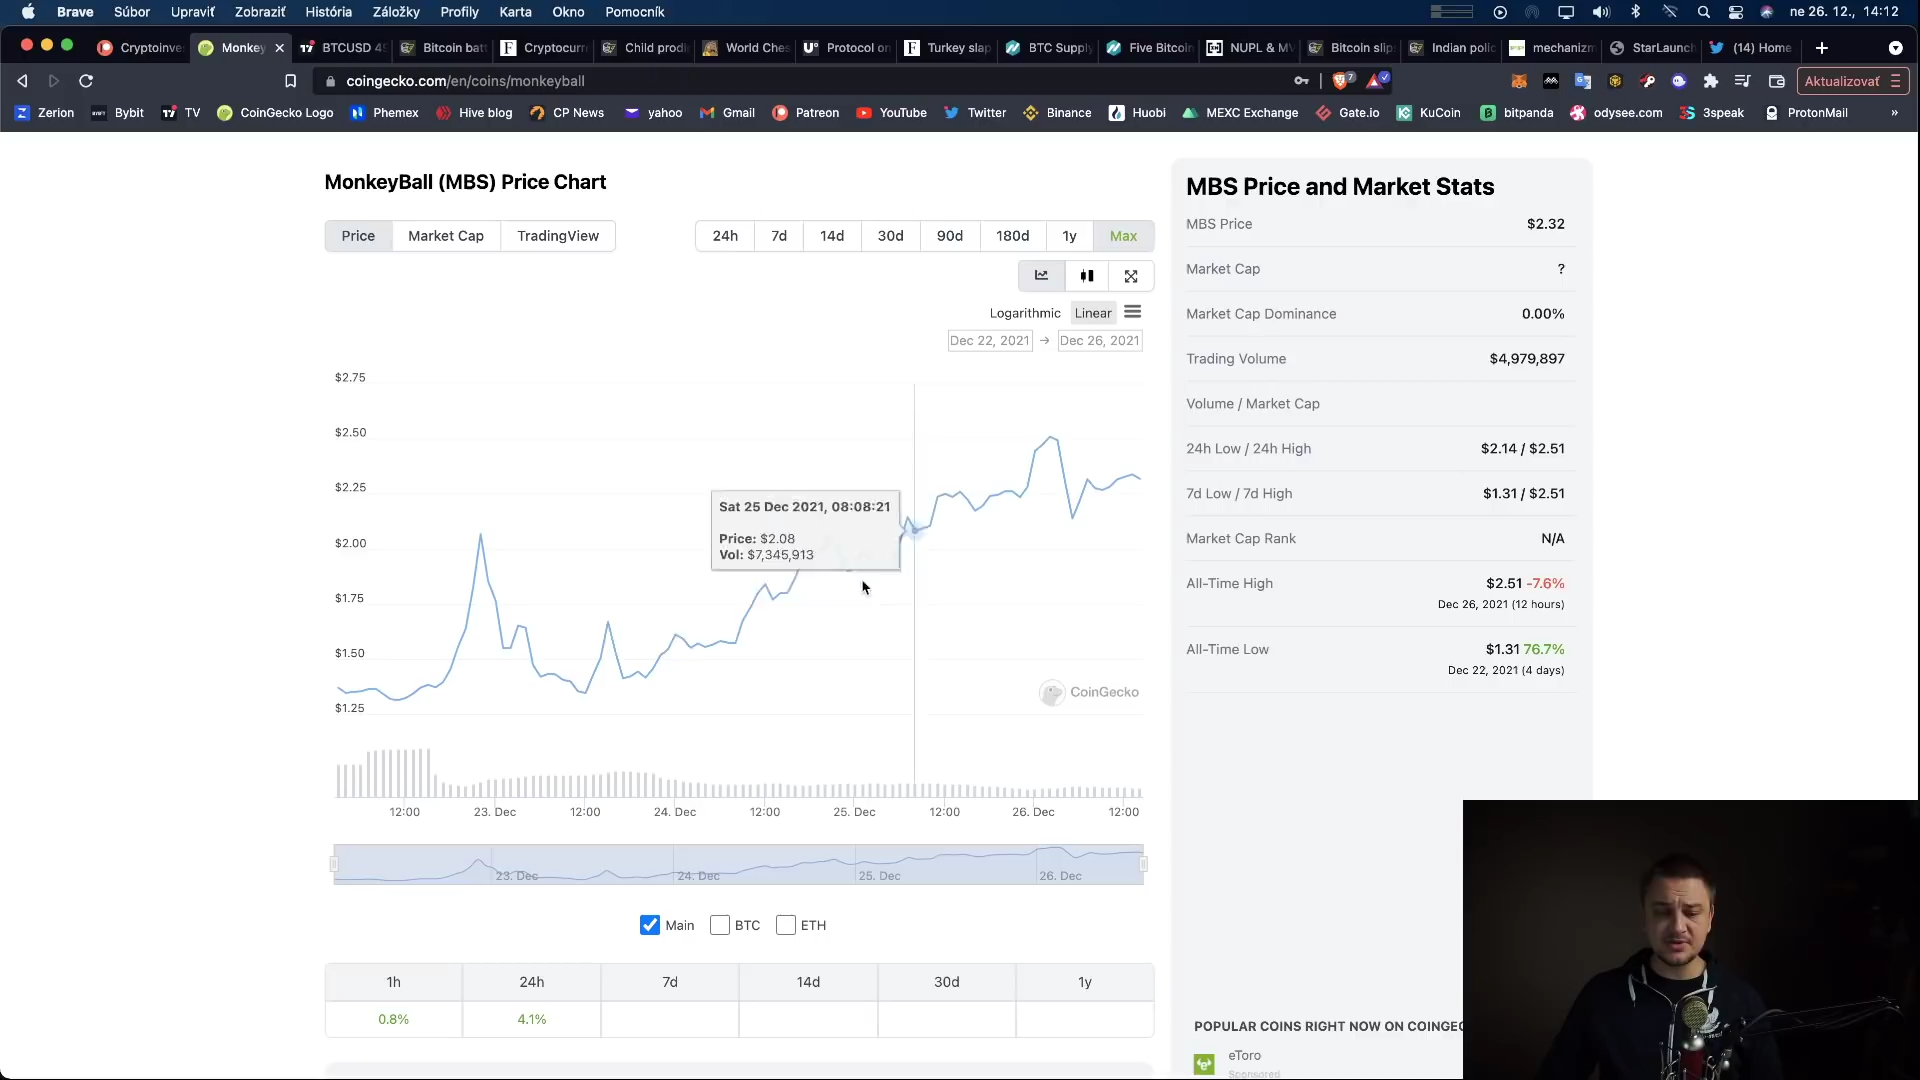 Brave Súbor Upraviť Zobraziť História Záložky Profily Karta Okno Pomocník ne 26. 12., 14:12
Cryptoinve Monkey BTCUSD 4 Bitcoin bat Cryptocurr Child prodi World Ches Protocol on Turkey slap BTC Supply Five Bitcoin NUPL & MV Bitcoin slip Indian polic mechanizm StarLaunch (14) Home
coingecko.com/en/coins/monkeyball 7 Aktualizovať
Zerion Bybit TV CoinGecko Logo Phemex Hive blog CP News yahoo Gmail Patreon YouTube Twitter Binance Huobi MEXC Exchange Gate.io KuCoin bitpanda odysee.com 3speak ProtonMail »
MonkeyBall (MBS) Price Chart
Price Market Cap TradingView
24h 7d 14d 30d 90d 180d 1y Max
Logarithmic Linear
Dec 22, 2021 → Dec 26, 2021
$2.75
$2.50
$2.25
$2.00
$1.75
$1.50
$1.25
Sat 25 Dec 2021, 08:08:21
Price: $2.08
Vol: $7,345,913
CoinGecko
12:00 23. Dec 12:00 24. Dec 12:00 25. Dec 12:00 26. Dec 12:00
23. Dec 24. Dec 25. Dec 26. Dec
Main BTC ETH
1h 24h 7d 14d 30d 1y
0.8% 4.1%
MBS Price and Market Stats
MBS Price $2.32
Market Cap ?
Market Cap Dominance 0.00%
Trading Volume $4,979,897
Volume / Market Cap
24h Low / 24h High $2.14 / $2.51
7d Low / 7d High $1.31 / $2.51
Market Cap Rank N/A
All-Time High $2.51 -7.6%
Dec 26, 2021 (12 hours)
All-Time Low $1.31 76.7%
Dec 22, 2021 (4 days)
POPULAR COINS RIGHT NOW ON COINGEC
eToro
Sponsored